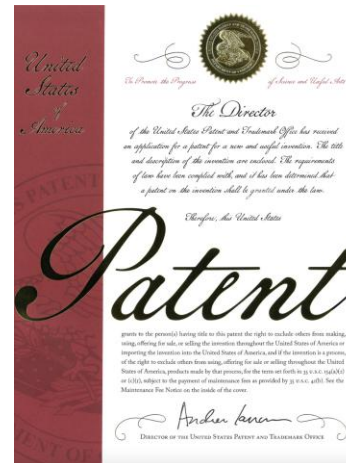 United
States
of
America
To Promote the Progress
of Science and Useful Arts
The Director
of the United States Patent and Trademark Office has received
an application for a patent for a new and useful invention. The title
and description of the invention are enclosed. The requirements
of law have been complied with, and it has been determined that
a patent on the invention shall be granted under the law.
Therefore, this United States
Patent
grants to the person(s) having title to this patent the right to exclude others from making,
using, offering for sale, or selling the invention throughout the United States of America or
importing the invention into the United States of America, and if the invention is a process,
of the right to exclude others from using, offering for sale or selling throughout the United
States of America, products made by that process, for the term set forth in 35 U.S.C. 154(a)(2)
or (c)(1), subject to the payment of maintenance fees as provided by 35 U.S.C. 41(b). See the
Maintenance Fee Notice on the inside of the cover.
DIRECTOR OF THE UNITED STATES PATENT AND TRADEMARK OFFICE
PATENT